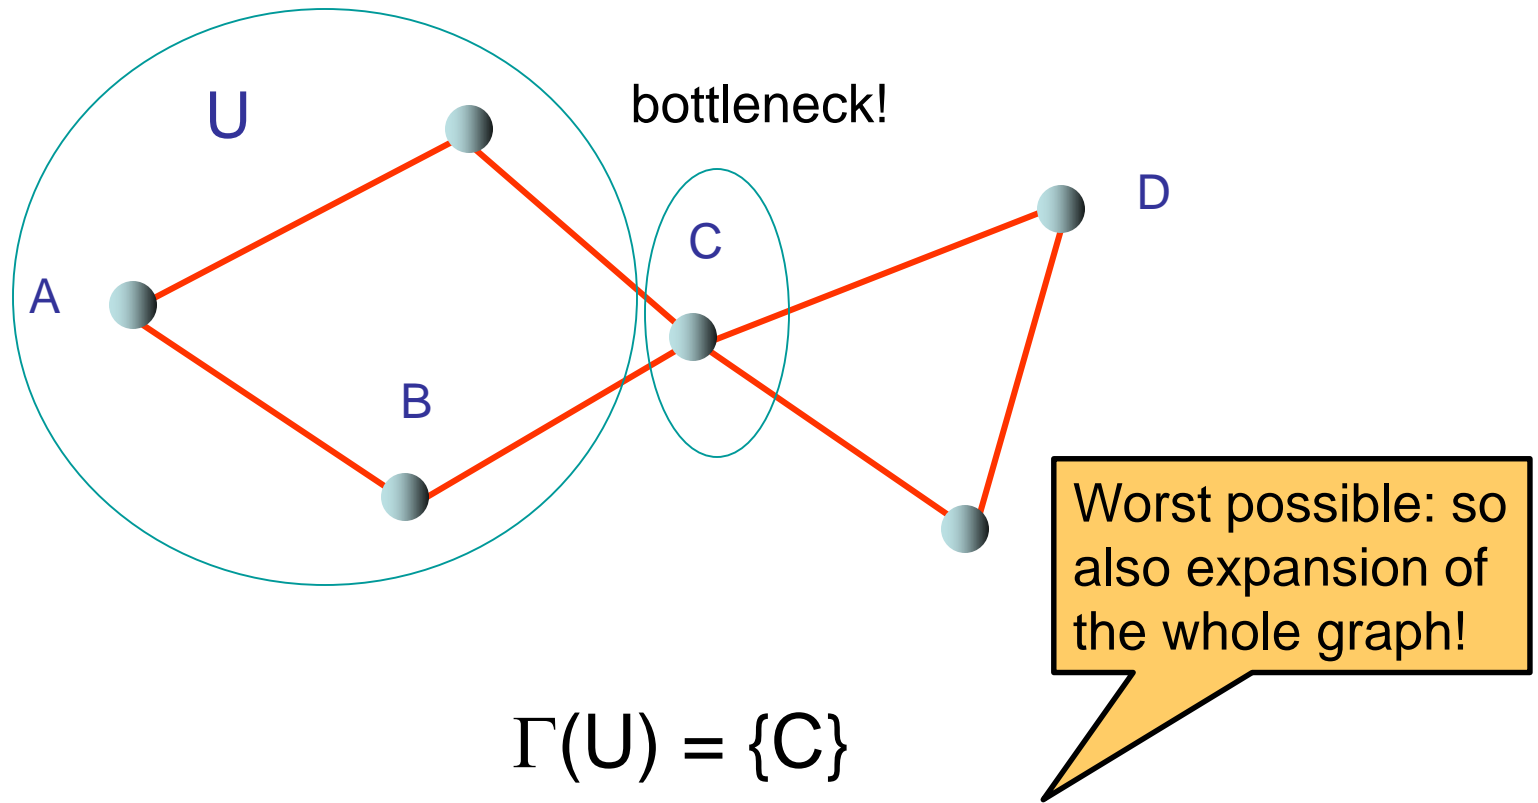 U
bottleneck!
D
C
A
B
Worst possible: so
also expansion of
the whole graph!
Γ(U) = {C}